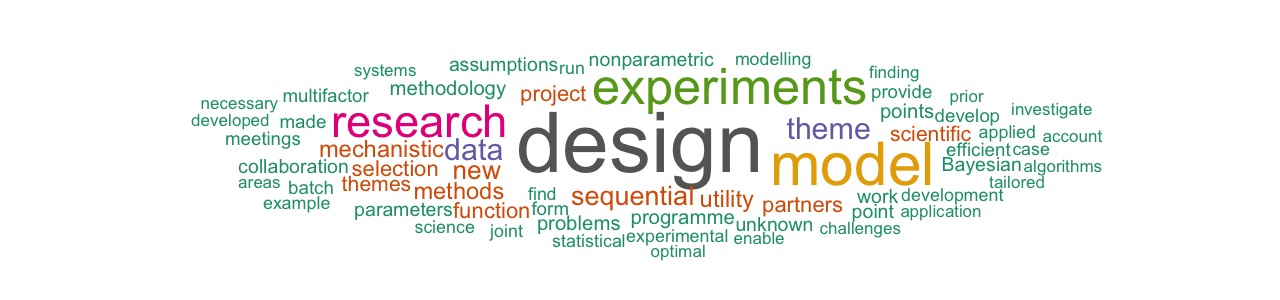 systems
assumptions
run
nonparametric
modelling
finding
necessary
multifactor
methodology
project
experiments
provide
prior
developed
made
research
points
develop
investigate
meetings
mechanistic
data
design
theme
scientific
applied
account
collaboration
selection
new
model
efficient
case
Bayesian
algorithms
areas
batch
themes
methods
find
sequential
utility
partners
work
development
tailored
example
parameters
function
form
problems
programme
unknown
point
application
science
joint
statistical
experimental
enable
challenges
optimal